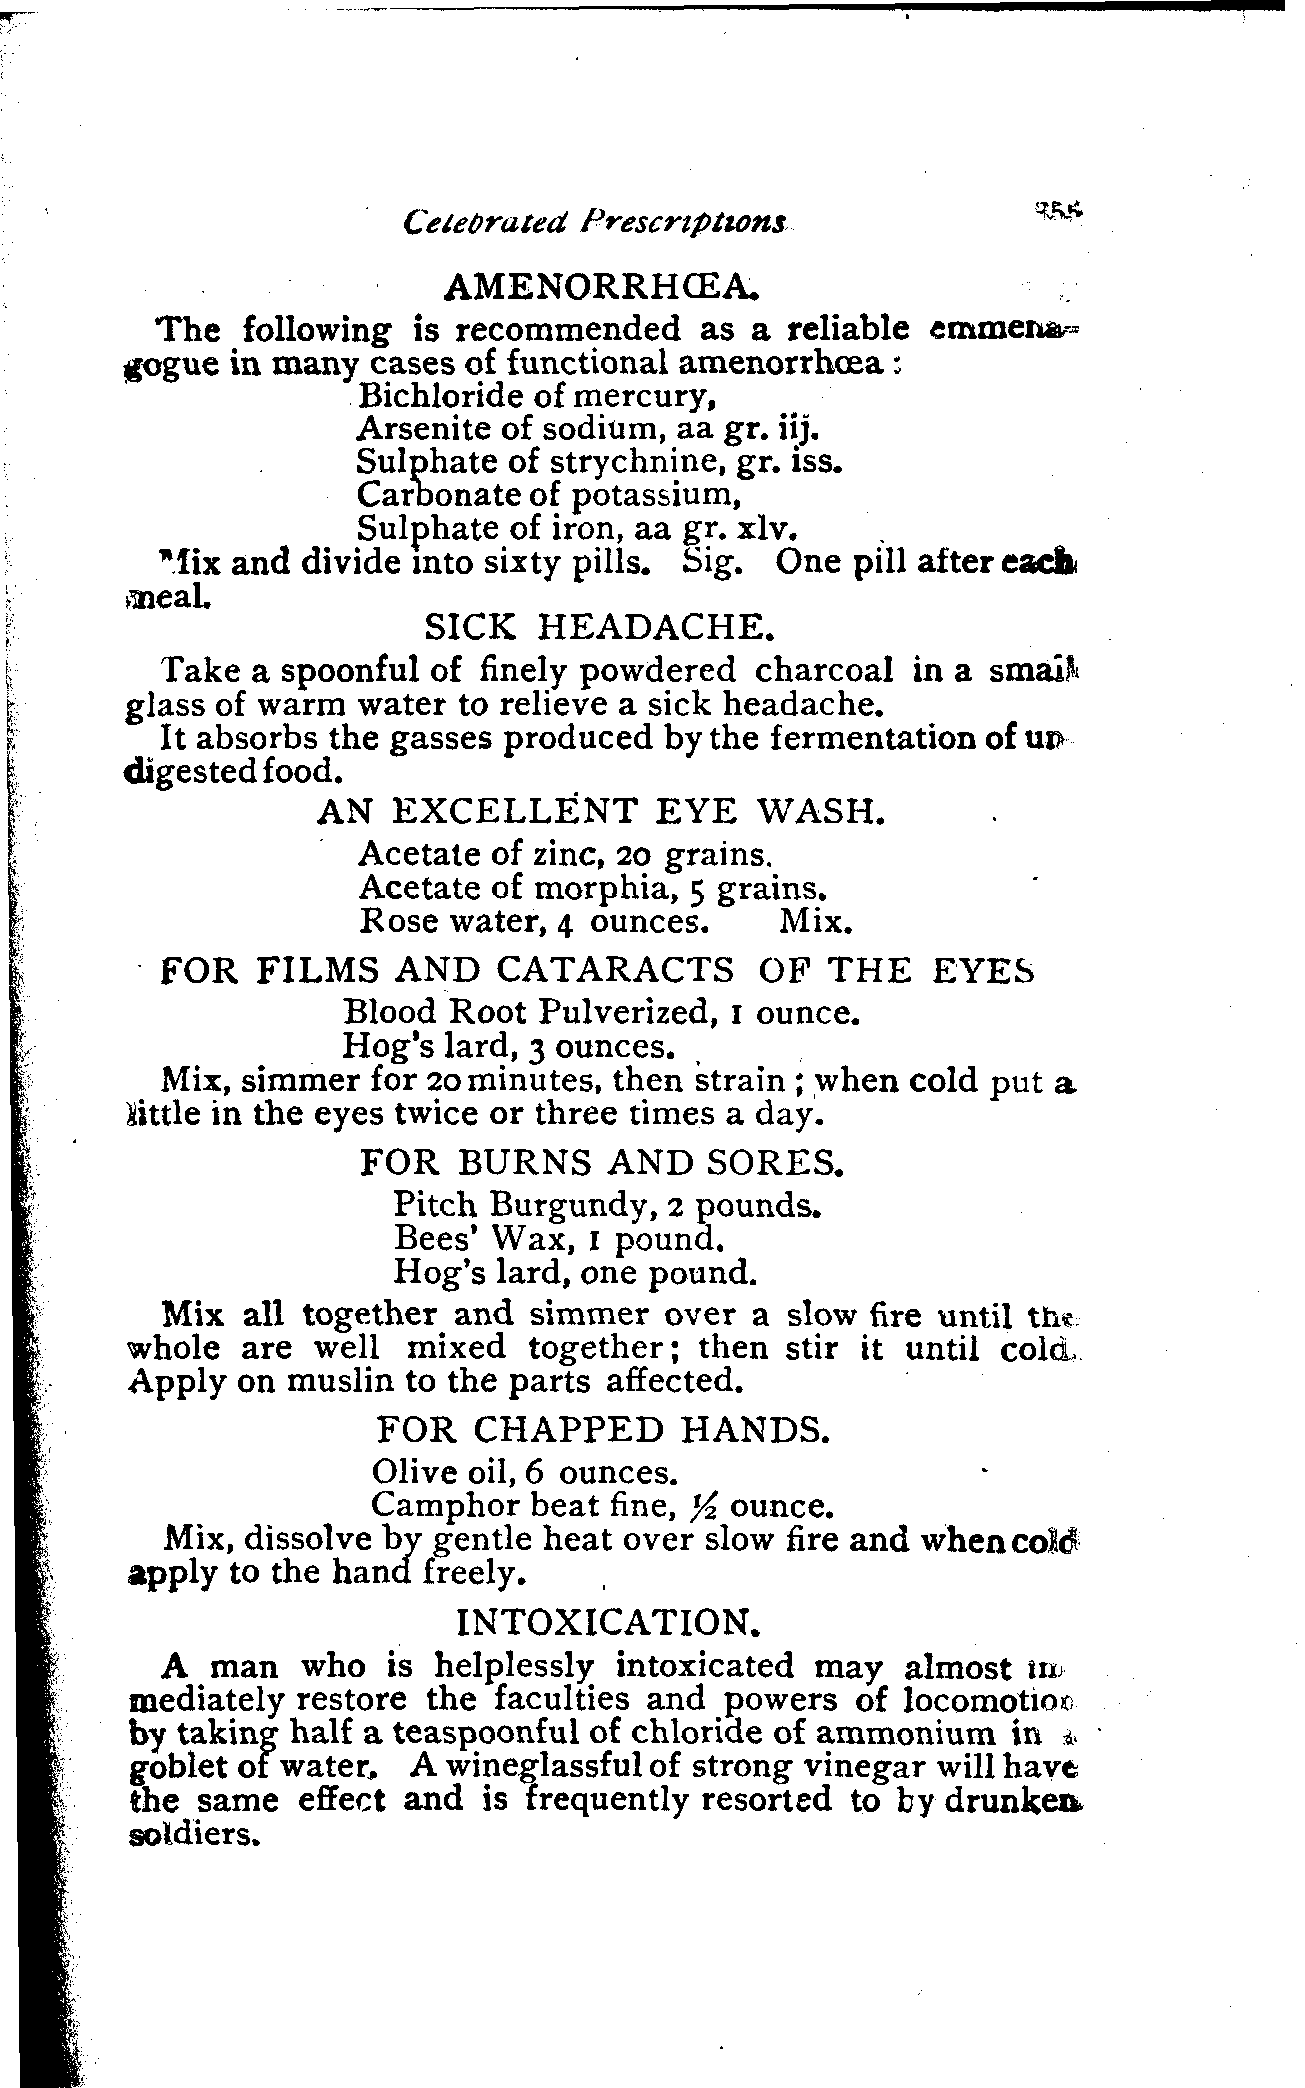 Celebrated Prescriptions
AMENORRHŒA.
The following is recommended as a reliable emmena-
gogue in many cases of functional amenorrhœa :
Bichloride of mercury,
Arsenite of sodium, aa gr. iij.
Sulphate of strychnine, gr. iss.
Carbonate of potassium,
Sulphate of iron, aa gr. xlv.
Mix and divide into sixty pills. Sig. One pill after each
meal.
SICK HEADACHE.
Take a spoonful of finely powdered charcoal in a small
glass of warm water to relieve a sick headache.
It absorbs the gasses produced by the fermentation of un-
digested food.
AN EXCELLENT EYE WASH.
Acetate of zinc, 20 grains.
Acetate of morphia, 5 grains.
Rose water, 4 ounces. Mix.
FOR FILMS AND CATARACTS OF THE EYES
Blood Root Pulverized, 1 ounce.
Hog's lard, 3 ounces.
Mix, simmer for 20 minutes, then strain ; when cold put a
little in the eyes twice or three times a day.
FOR BURNS AND SORES.
Pitch Burgundy, 2 pounds.
Bees' Wax, 1 pound.
Hog's lard, one pound.
Mix all together and simmer over a slow fire until the
whole are well mixed together; then stir it until cold.
Apply on muslin to the parts affected.
FOR CHAPPED HANDS.
Olive oil, 6 ounces.
Camphor beat fine, ½ ounce.
Mix, dissolve by gentle heat over slow fire and when cold
apply to the hand freely.
INTOXICATION.
A man who is helplessly intoxicated may almost im-
mediately restore the faculties and powers of locomotion
by taking half a teaspoonful of chloride of ammonium in a
goblet of water. A wineglassful of strong vinegar will have
the same effect and is frequently resorted to by drunken
soldiers.